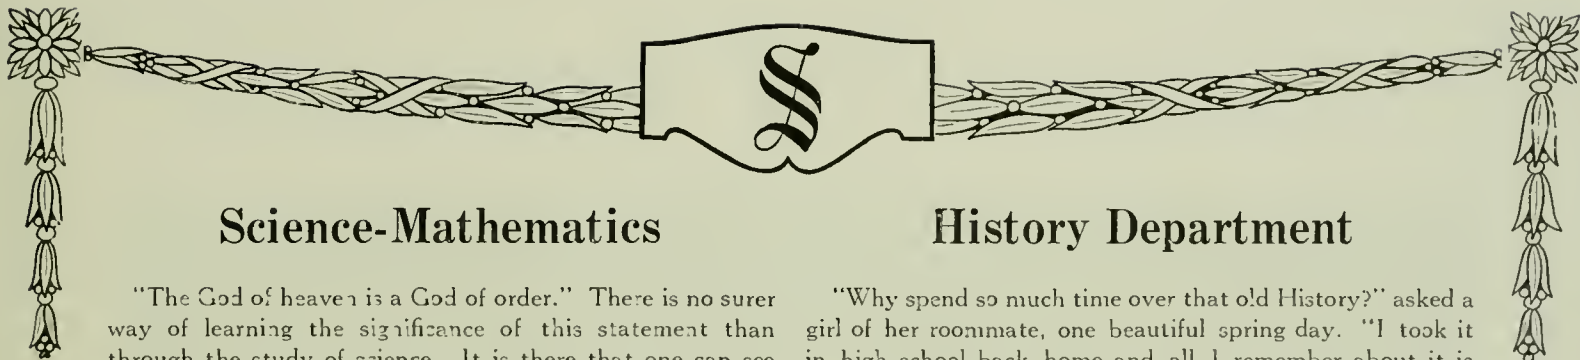 S
Science-Mathematics
"The God of heaven is a God of order." There is no surer
way of learning the significance of this statement than
through the study of science. It is there that one can see
History Department
"Why spend so much time over that old History?" asked a
girl of her roommate, one beautiful spring day. "I took it
in high school back home and all I remember about it is